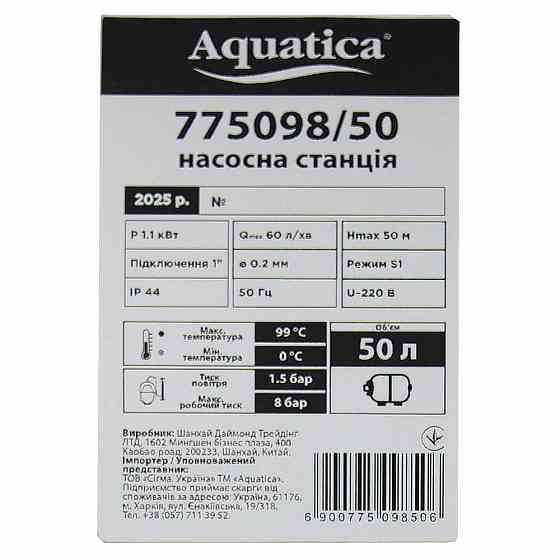 Aquatica®
775098/50
насосна станція
2025 р. №
P 1.1 кВт Qmax 60 л/хв Hmax 50 м
Підключення 1" ø 0.2 мм Режим S1
IP 44 50 Гц U-220 В
Макс. температура 99 °C
Мін. температура 0 °C
Тиск повітря 1.5 бар
Макс. робочий тиск 8 бар
Об'єм
50 л
Виробник: Шанхай Даймонд Трейдінг
ЛТД, 1602 Мингшен бізнес плаза, 400
Каобао роад, 200233, Шанхай, Китай.
Імпортер / Уповноважений
представник:
ТОВ «Сігма. Україна» ТМ «Aquatica».
Підприємство приймає скарги від
споживачів за адресою: Україна, 61176,
м. Харків, вул. Єнакіївська, 19/318.
Тел. +38 (057) 711 39 52.
6 900775 098506